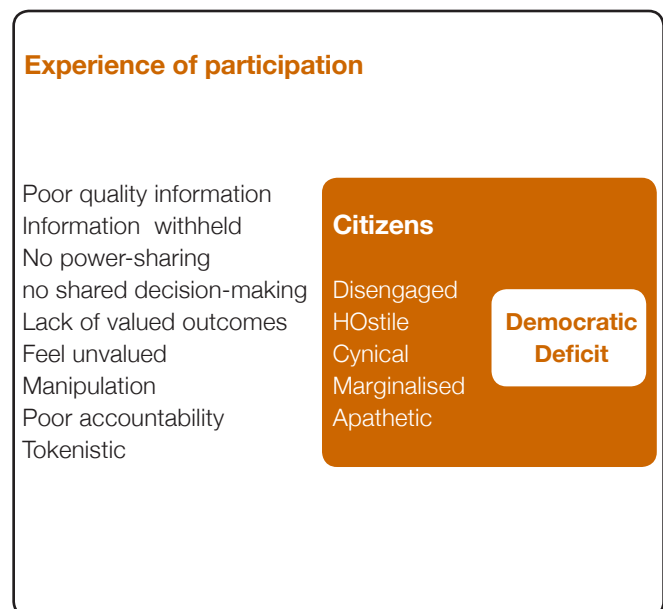 Experience of participation
Poor quality information
Information withheld
No power-sharing
no shared decision-making
Lack of valued outcomes
Feel unvalued
Manipulation
Poor accountability
Tokenistic
Citizens
Disengaged
HOstile
Cynical
Marginalised
Apathetic
Democratic
Deficit